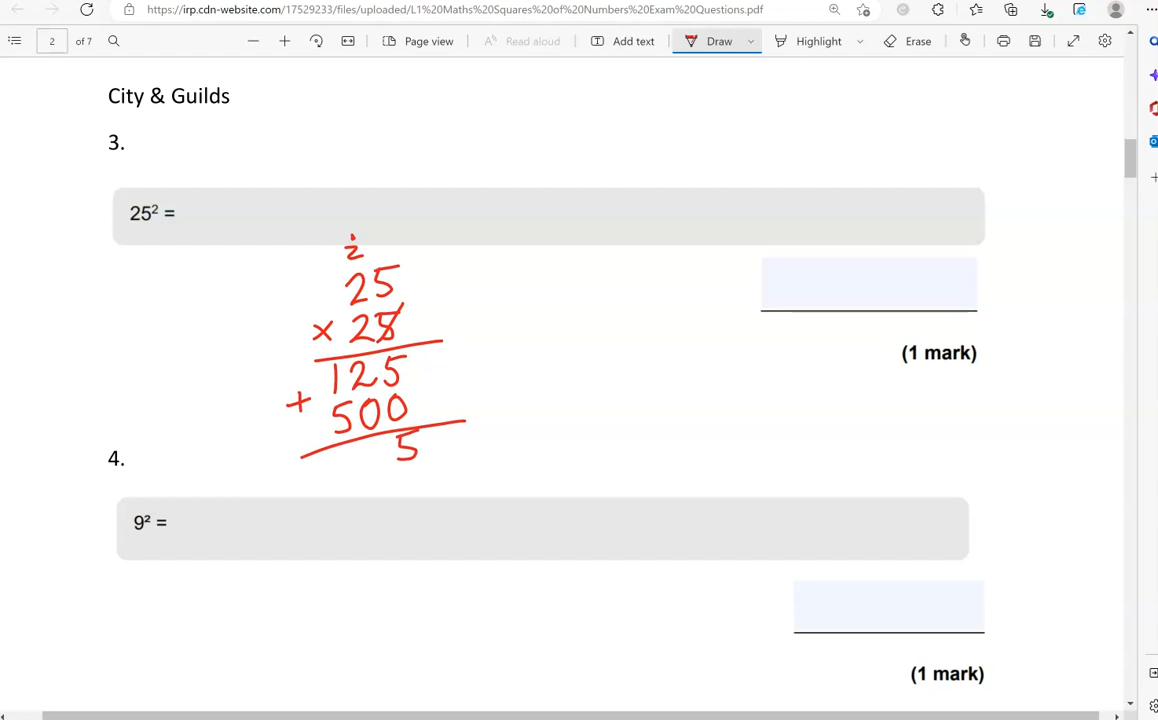 https://irp.cdn-website.com/17529233/files/uploaded/L1%20Maths%20Squares%20of%20Numbers%20Exam%20Questions.pdf
2 of 7 Page view Read aloud Add text Draw Highlight Erase
City & Guilds
3.
25² =
2
25
× 25
125
+ 500
5
(1 mark)
4.
9² =
(1 mark)